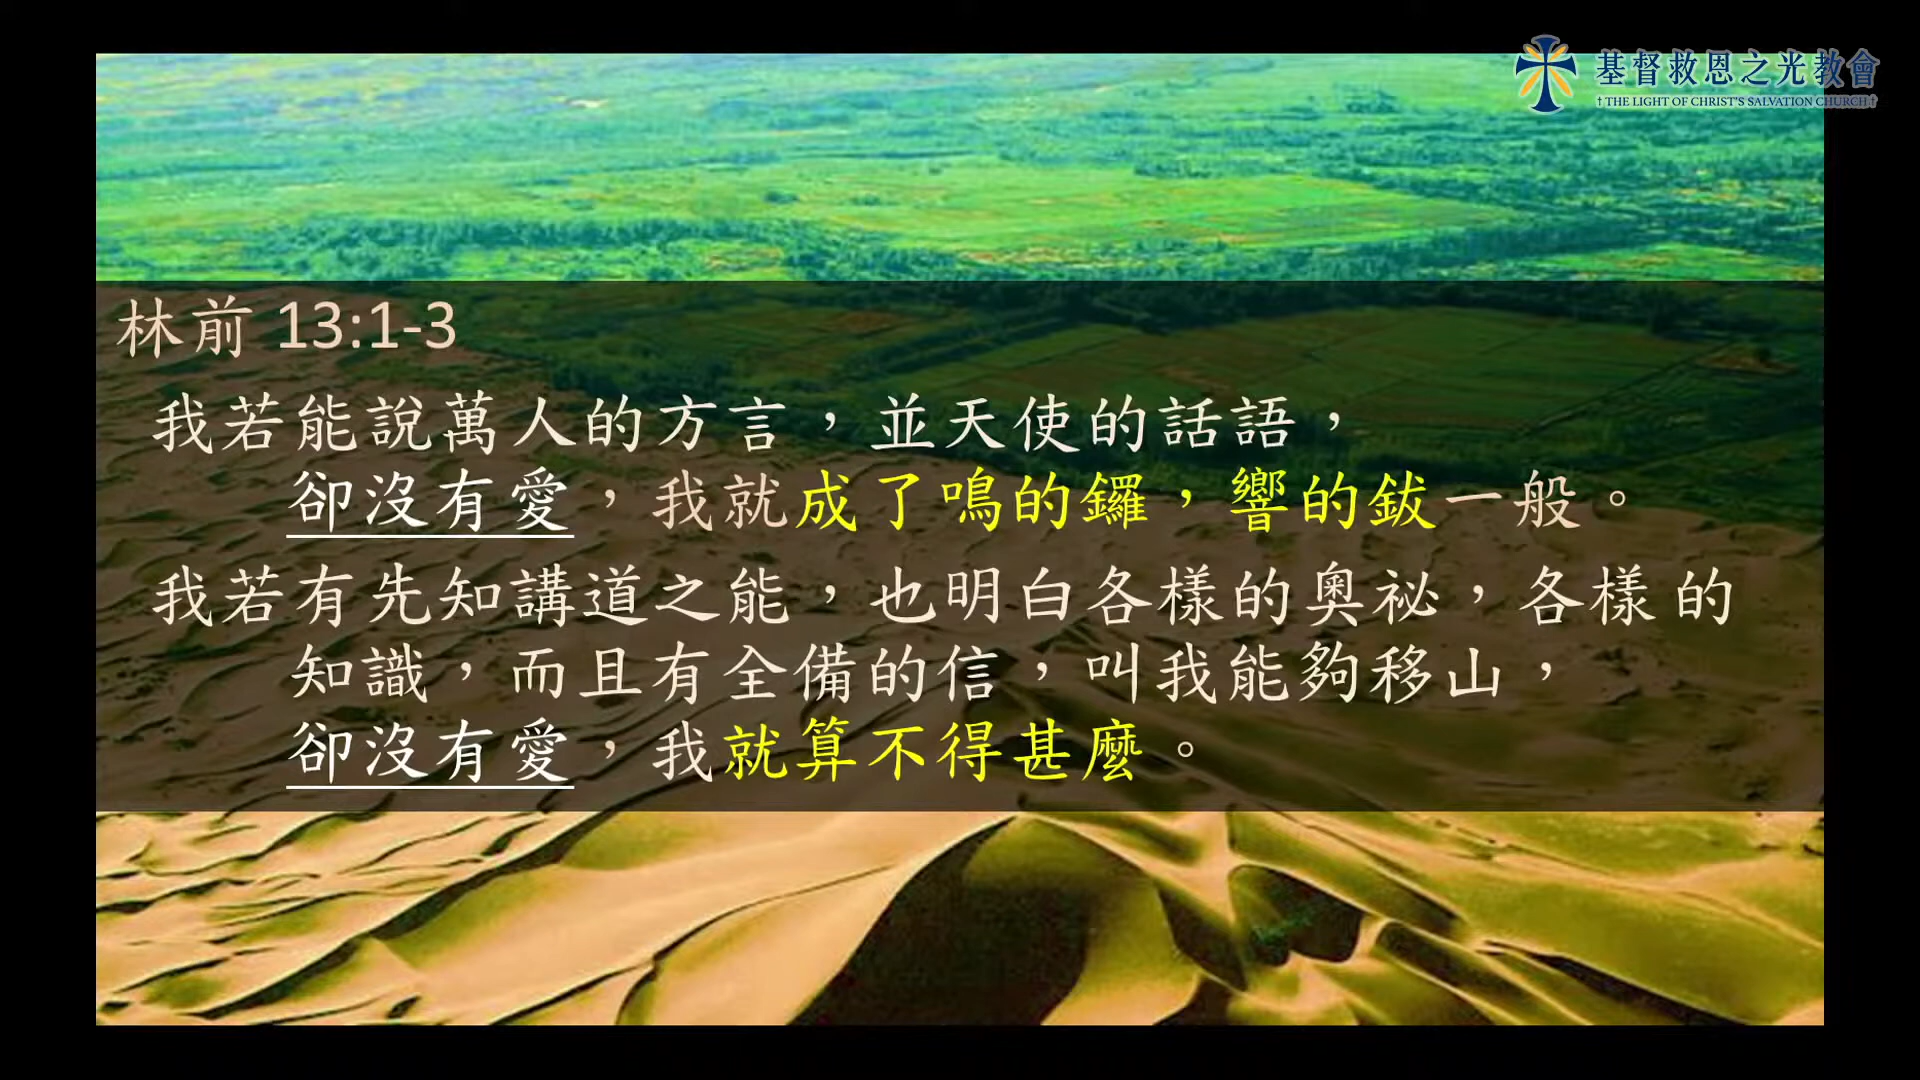 基督救恩之光教會
†THE LIGHT OF CHRIST'S SALVATION CHURCH†
林前 13:1-3
我若能說萬人的方言，並天使的話語，
卻沒有愛，我就成了鳴的鑼，響的鈸一般。
我若有先知講道之能，也明白各樣的奧祕，各樣 的
知識，而且有全備的信，叫我能夠移山，
卻沒有愛，我就算不得甚麼。